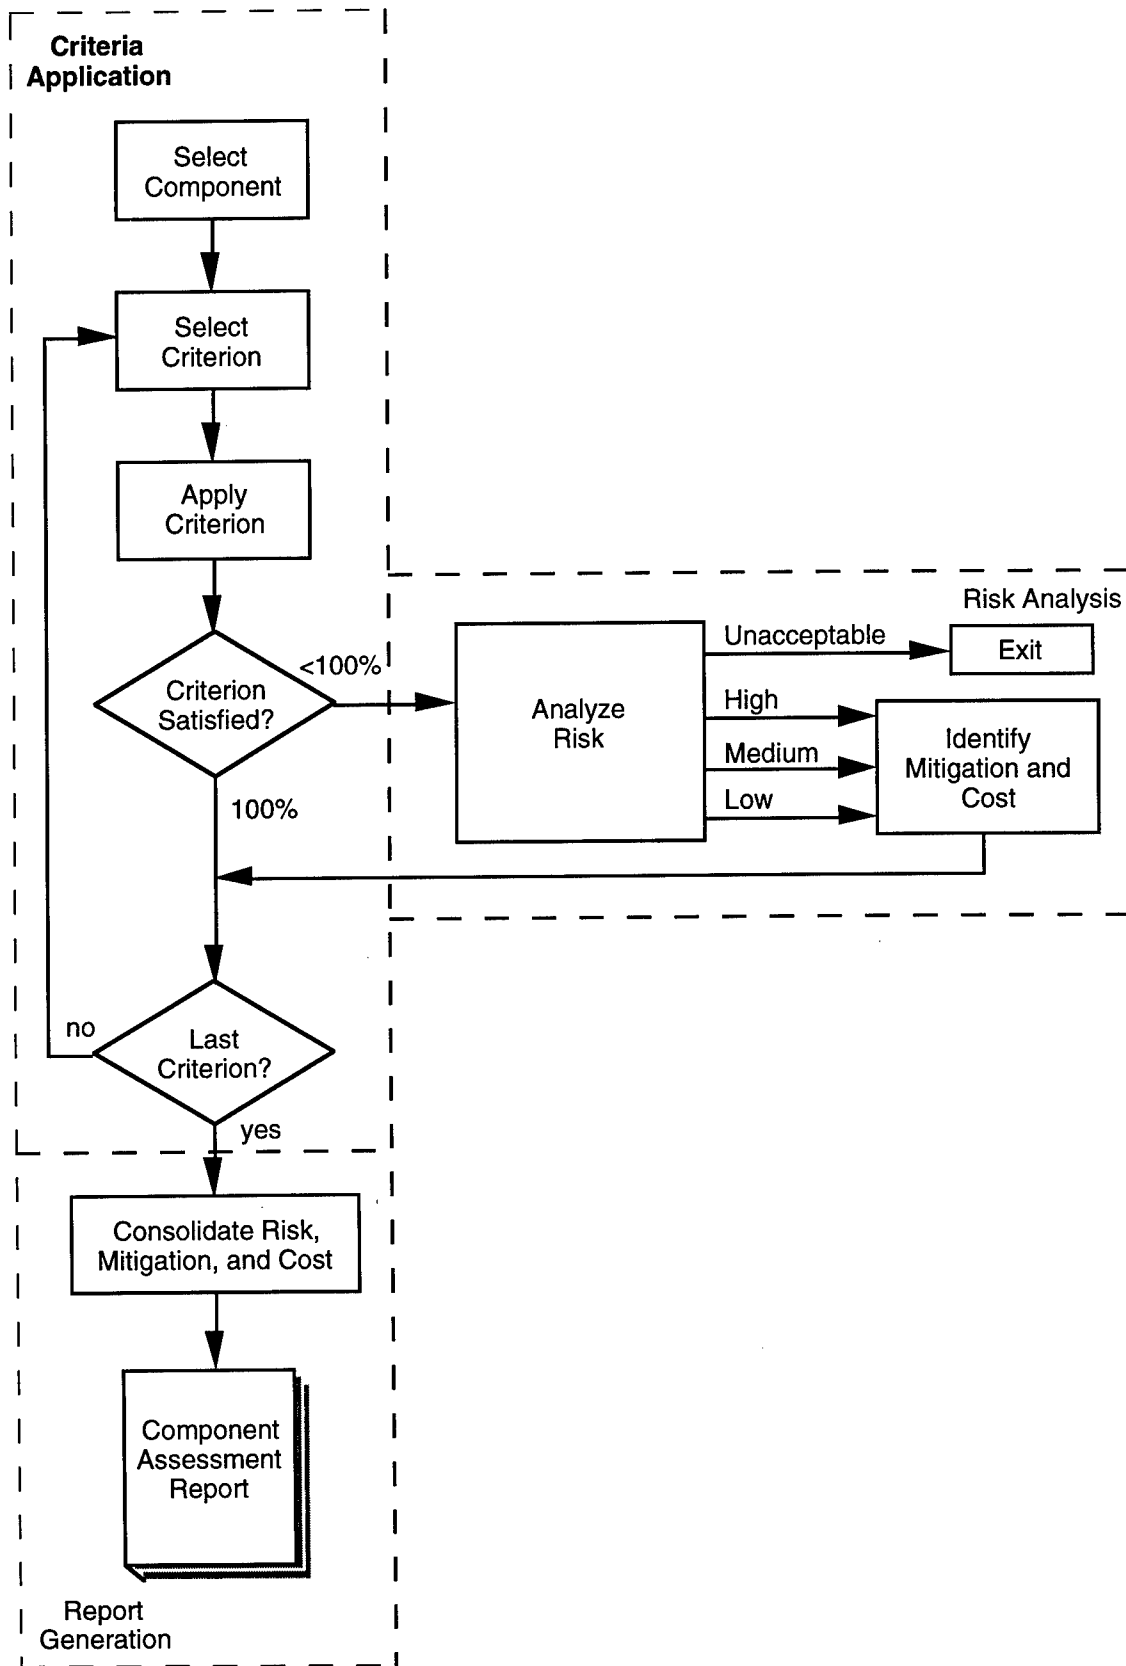 Criteria
Application
Select
Component
Select
Criterion
Apply
Criterion
Criterion
Satisfied?
<100%
100%
Risk Analysis
Analyze
Risk
Unacceptable
Exit
High
Medium
Low
Identify
Mitigation and
Cost
Last
Criterion?
no
yes
Consolidate Risk,
Mitigation, and Cost
Component
Assessment
Report
Report
Generation